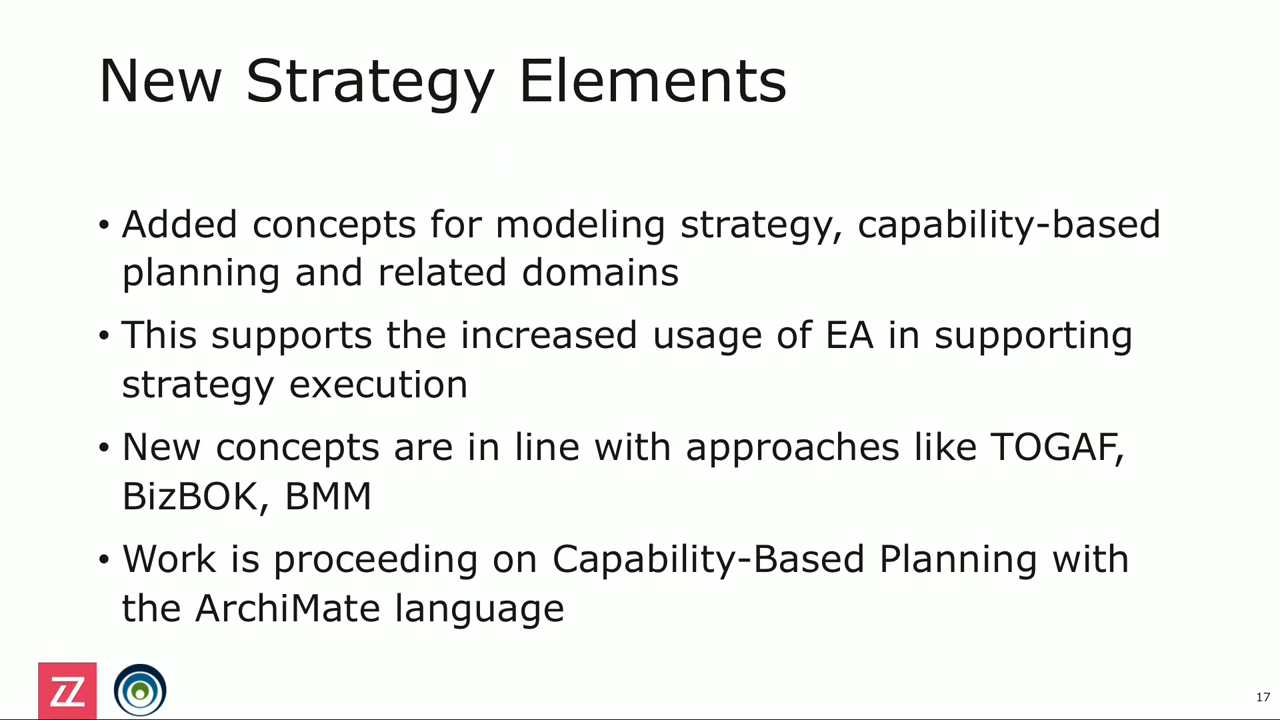 New Strategy Elements
• Added concepts for modeling strategy, capability-based
planning and related domains
• This supports the increased usage of EA in supporting
strategy execution
• New concepts are in line with approaches like TOGAF,
BizBOK, BMM
• Work is proceeding on Capability-Based Planning with
the ArchiMate language
17